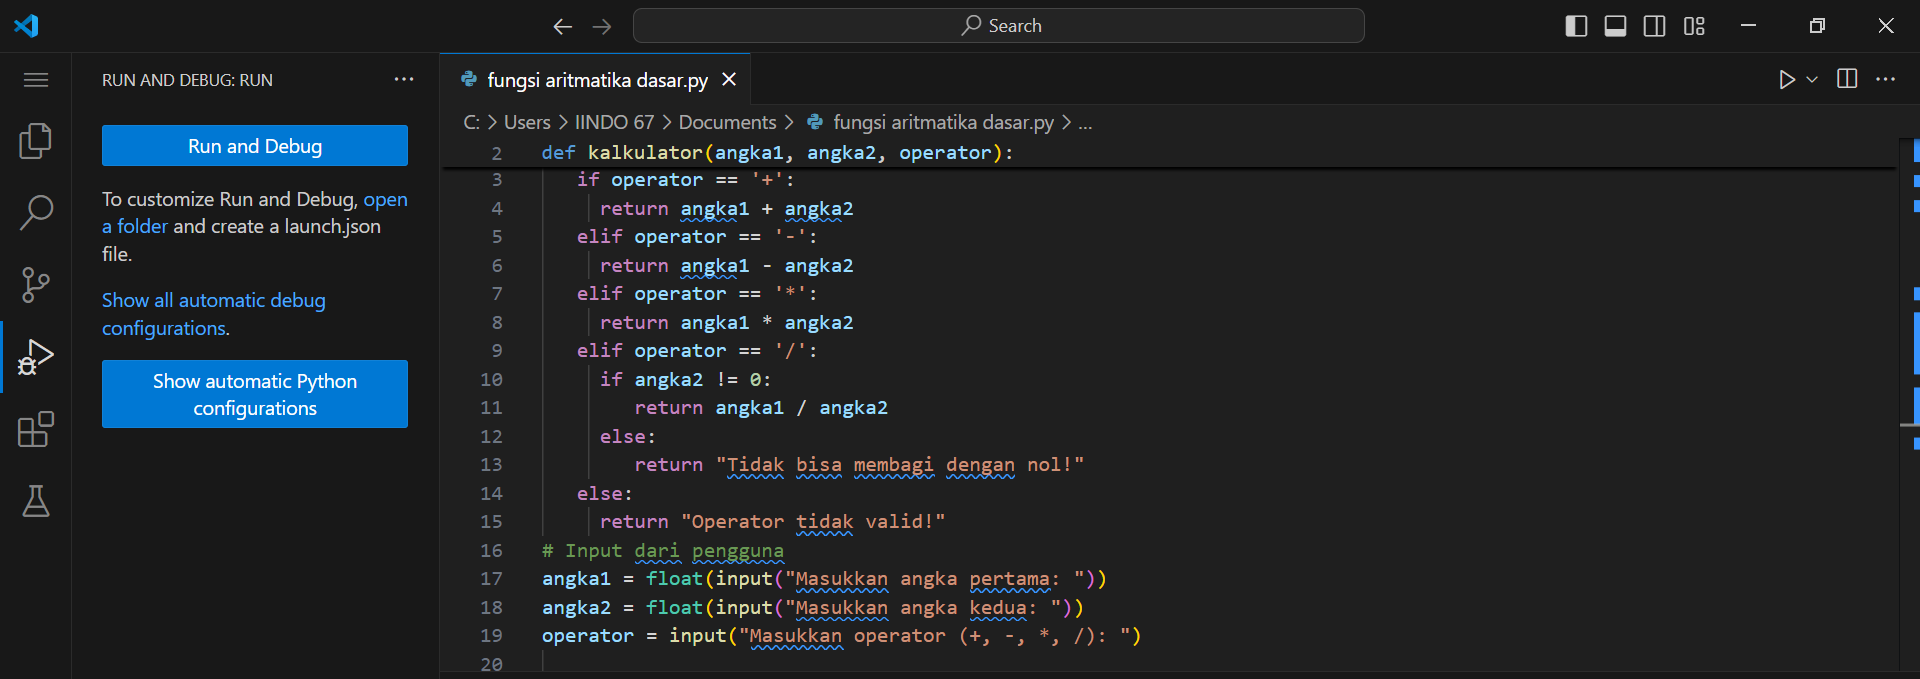 Search
RUN AND DEBUG: RUN
Run and Debug
To customize Run and Debug, open
a folder and create a launch.json
file.
Show all automatic debug
configurations.
Show automatic Python
configurations
fungsi aritmatika dasar.py
C: > Users > IINDO 67 > Documents > fungsi aritmatika dasar.py > ...
2 def kalkulator(angka1, angka2, operator):
3 if operator == '+':
4 return angka1 + angka2
5 elif operator == '-':
6 return angka1 - angka2
7 elif operator == '*':
8 return angka1 * angka2
9 elif operator == '/':
10 if angka2 != 0:
11 return angka1 / angka2
12 else:
13 return "Tidak bisa membagi dengan nol!"
14 else:
15 return "Operator tidak valid!"
16 # Input dari pengguna
17 angka1 = float(input("Masukkan angka pertama: "))
18 angka2 = float(input("Masukkan angka kedua: "))
19 operator = input("Masukkan operator (+, -, *, /): ")
20